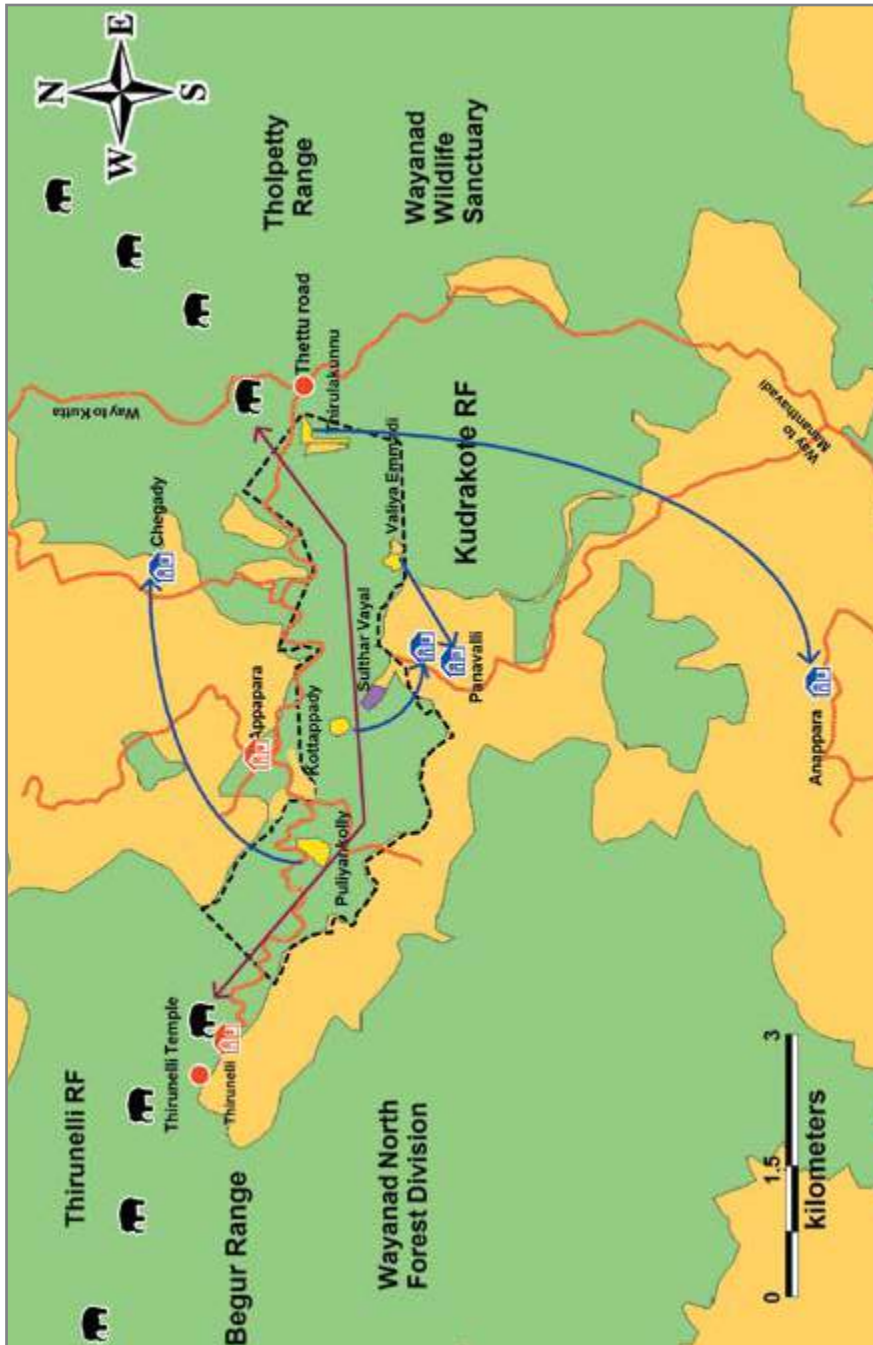 N
E
W
S
Thirunelli RF
Tholpetty
Range
Wayanad
Wildlife
Sanctuary
Way to Kutta
Chegady
Thettu road
Thirulakunnu
Appapara
Kottappady
Sulthar Vayal
Valiya Emmadi
Kudrakote RF
Puliyankolly
Thirunelli Temple
Thirunelli
Panavalli
Begur Range
Wayanad North
Forest Division
Way to
Mananthavadi
Anappara
0
1.5
3
kilometers